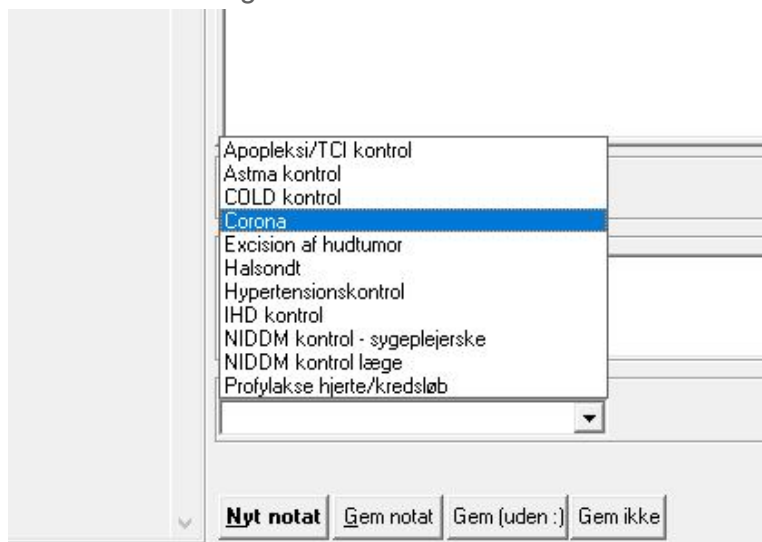 Apopleksi/TCI kontrol
Astma kontrol
COLD kontrol
Corona
Excision af hudtumor
Halsondt
Hypertensionskontrol
IHD kontrol
NIDDM kontrol - sygeplejerske
NIDDM kontrol læge
Profylakse hjerte/kredsløb
Nyt notat Gem notat Gem (uden :) Gem ikke